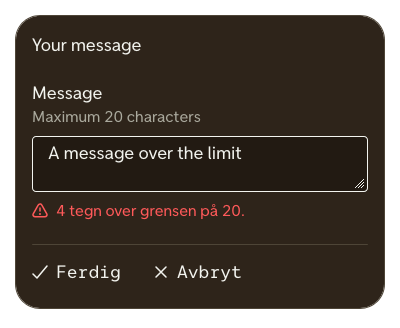 Your message
Message
Maximum 20 characters
A message over the limit
4 tegn over grensen på 20.
Ferdig
Avbryt